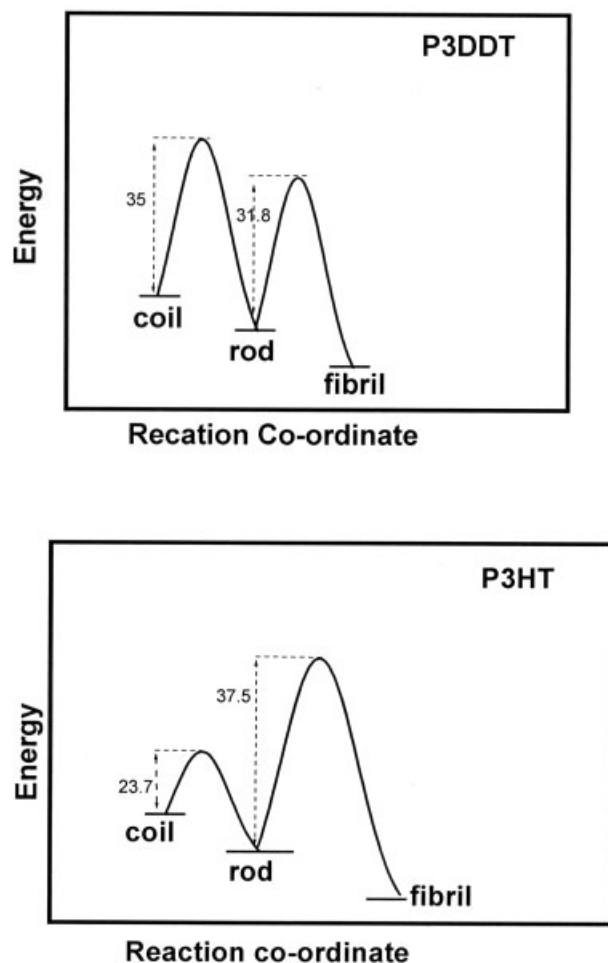 P3DDT
Energy
35
31.8
coil
rod
fibril
Recation Co-ordinate
P3HT
Energy
37.5
23.7
coil
rod
fibril
Reaction co-ordinate